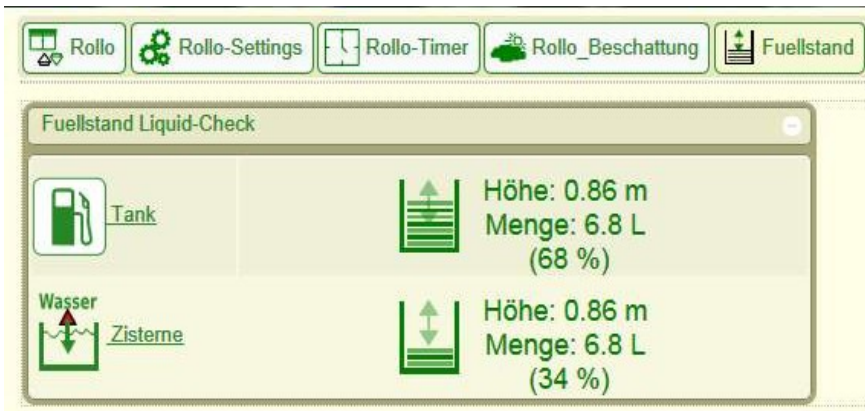 Rollo Rollo-Settings Rollo-Timer Rollo_Beschattung Fuellstand
Fuellstand Liquid-Check
Tank
Höhe: 0.86 m
Menge: 6.8 L
(68 %)
Wasser
Zisterne
Höhe: 0.86 m
Menge: 6.8 L
(34 %)